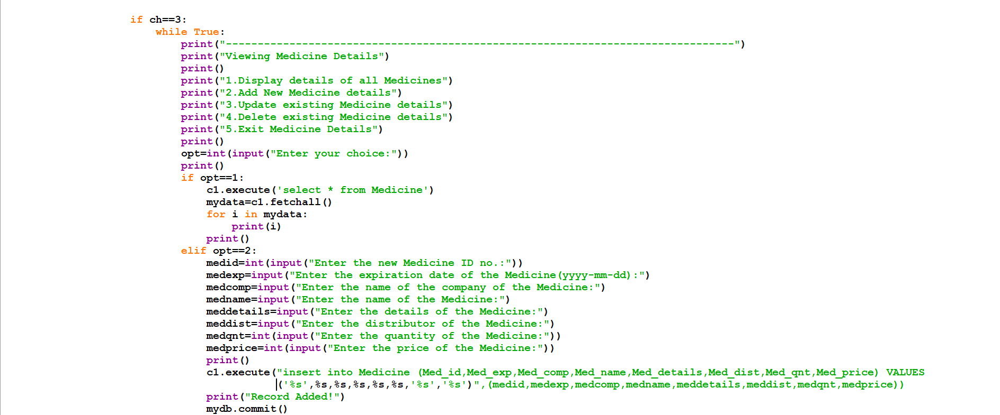 if ch==3:
while True:
print("--------------------------------------------------------------------------------")
print("Viewing Medicine Details")
print()
print("1.Display details of all Medicines")
print("2.Add New Medicine details")
print("3.Update existing Medicine details")
print("4.Delete existing Medicine details")
print("5.Exit Medicine Details")
print()
opt=int(input("Enter your choice:"))
print()
if opt==1:
c1.execute('select * from Medicine')
mydata=c1.fetchall()
for i in mydata:
print(i)
print()
elif opt==2:
medid=int(input("Enter the new Medicine ID no.:"))
medexp=input("Enter the expiration date of the Medicine(yyyy-mm-dd):")
medcomp=input("Enter the name of the company of the Medicine:")
medname=input("Enter the name of the Medicine:")
meddetails=input("Enter the details of the Medicine:")
meddist=input("Enter the distributor of the Medicine:")
medqnt=int(input("Enter the quantity of the Medicine:"))
medprice=int(input("Enter the price of the Medicine:"))
print()
c1.execute("insert into Medicine (Med_id,Med_exp,Med_comp,Med_name,Med_details,Med_dist,Med_qnt,Med_price) VALUES
('%s',%s,%s,%s,%s,%s,'%s','%s')",(medid,medexp,medcomp,medname,meddetails,meddist,medqnt,medprice))
print("Record Added!")
mydb.commit()